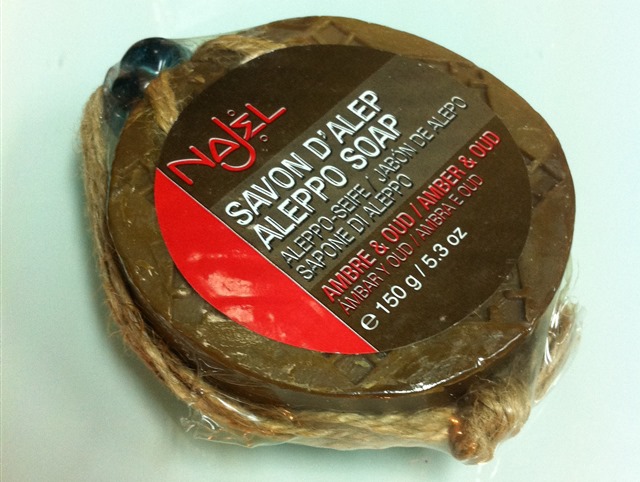 Najel
SAVON D'ALEP
ALEPPO SOAP
ALEPPO-SEIFE / JABÓN DE ALEPO
SAPONE DI ALEPPO
AMBRE & OUD // AMBER & OUD
ÁMBAR Y OUD / AMBRA E OUD
e 150 g / 5.3 oz